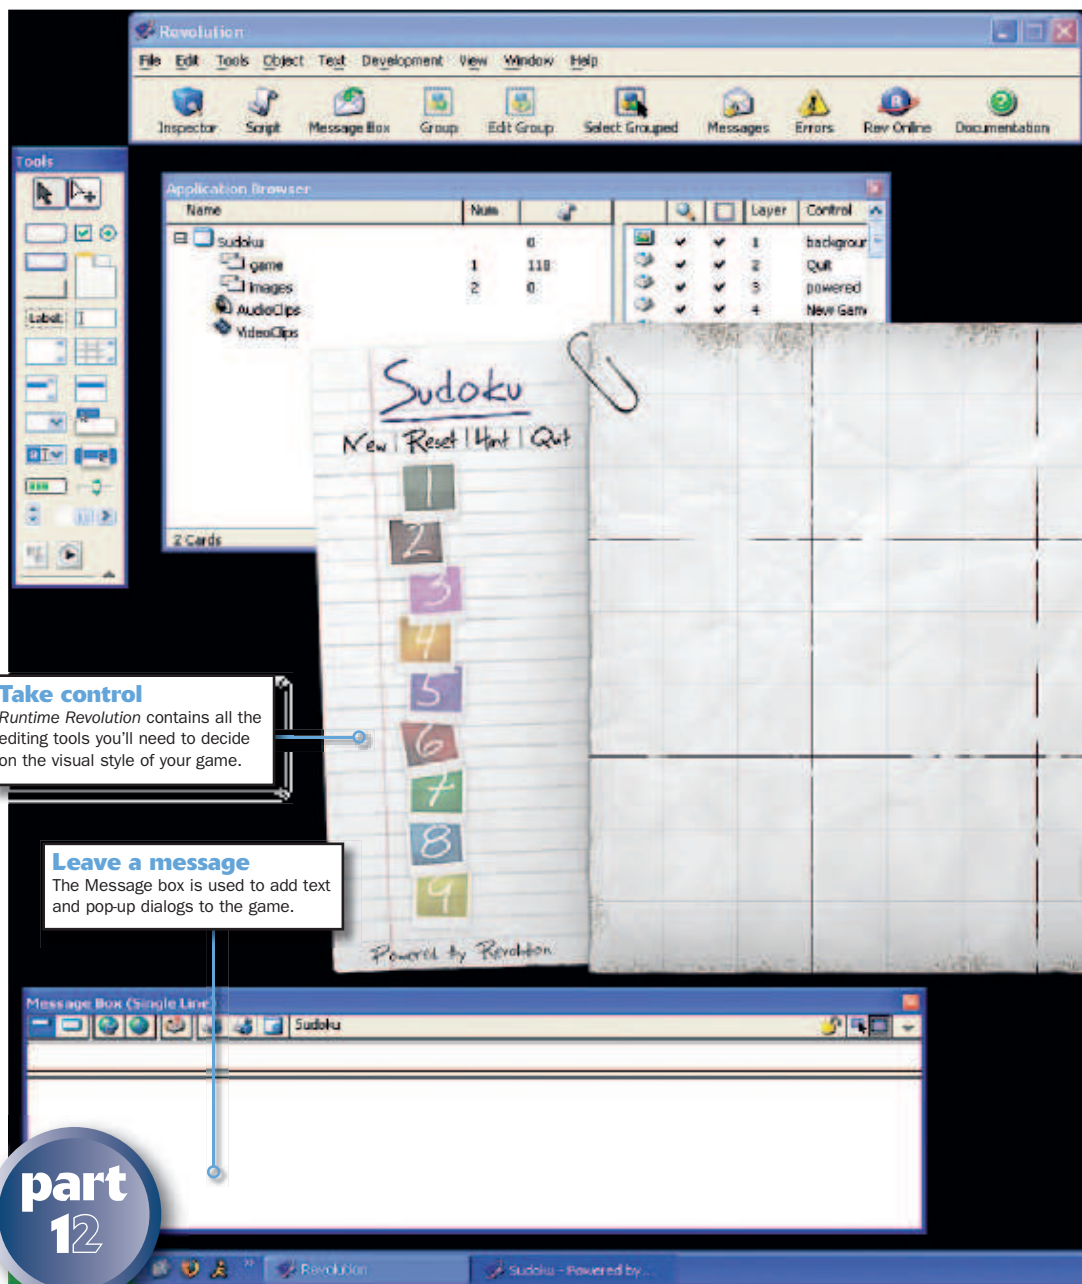 Revolution
File Edit Tools Object Text Development View Window Help
Inspector Script Message Box Group Edit Group Select Grouped Messages Errors Rev Online Documentation
Tools
Label:
Application Browser
Name Num Layer Control
Sudoku 0
game 1 118
images 2 0
AudioClips
VideoClips
1 backgrour
2 Quit
3 powered
4 New Gam
2 Cards
Sudoku
New | Reset | Hint | Quit
1
2
3
4
5
6
7
8
9
Powered by Revolution
Take control
Runtime Revolution contains all the
editing tools you'll need to decide
on the visual style of your game.
Leave a message
The Message box is used to add text
and pop-up dialogs to the game.
Message Box (Single Line)
Sudoku
part
12
Revolution
Sudoku - Powered by ...